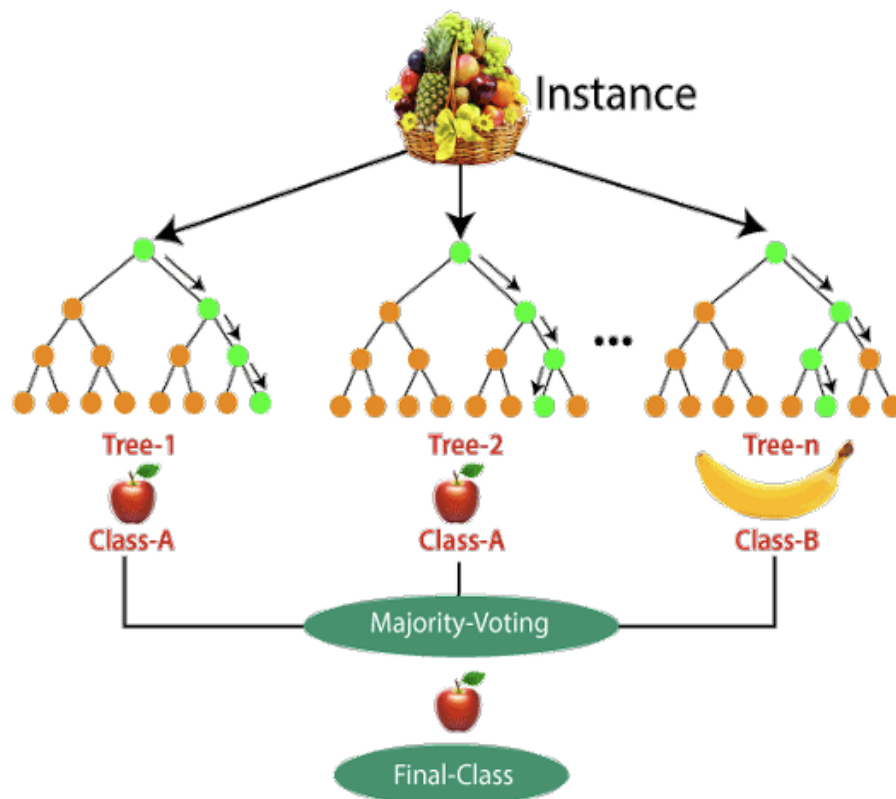 Instance
...
Tree-1
Tree-2
Tree-n
Class-A
Class-A
Class-B
Majority-Voting
Final-Class